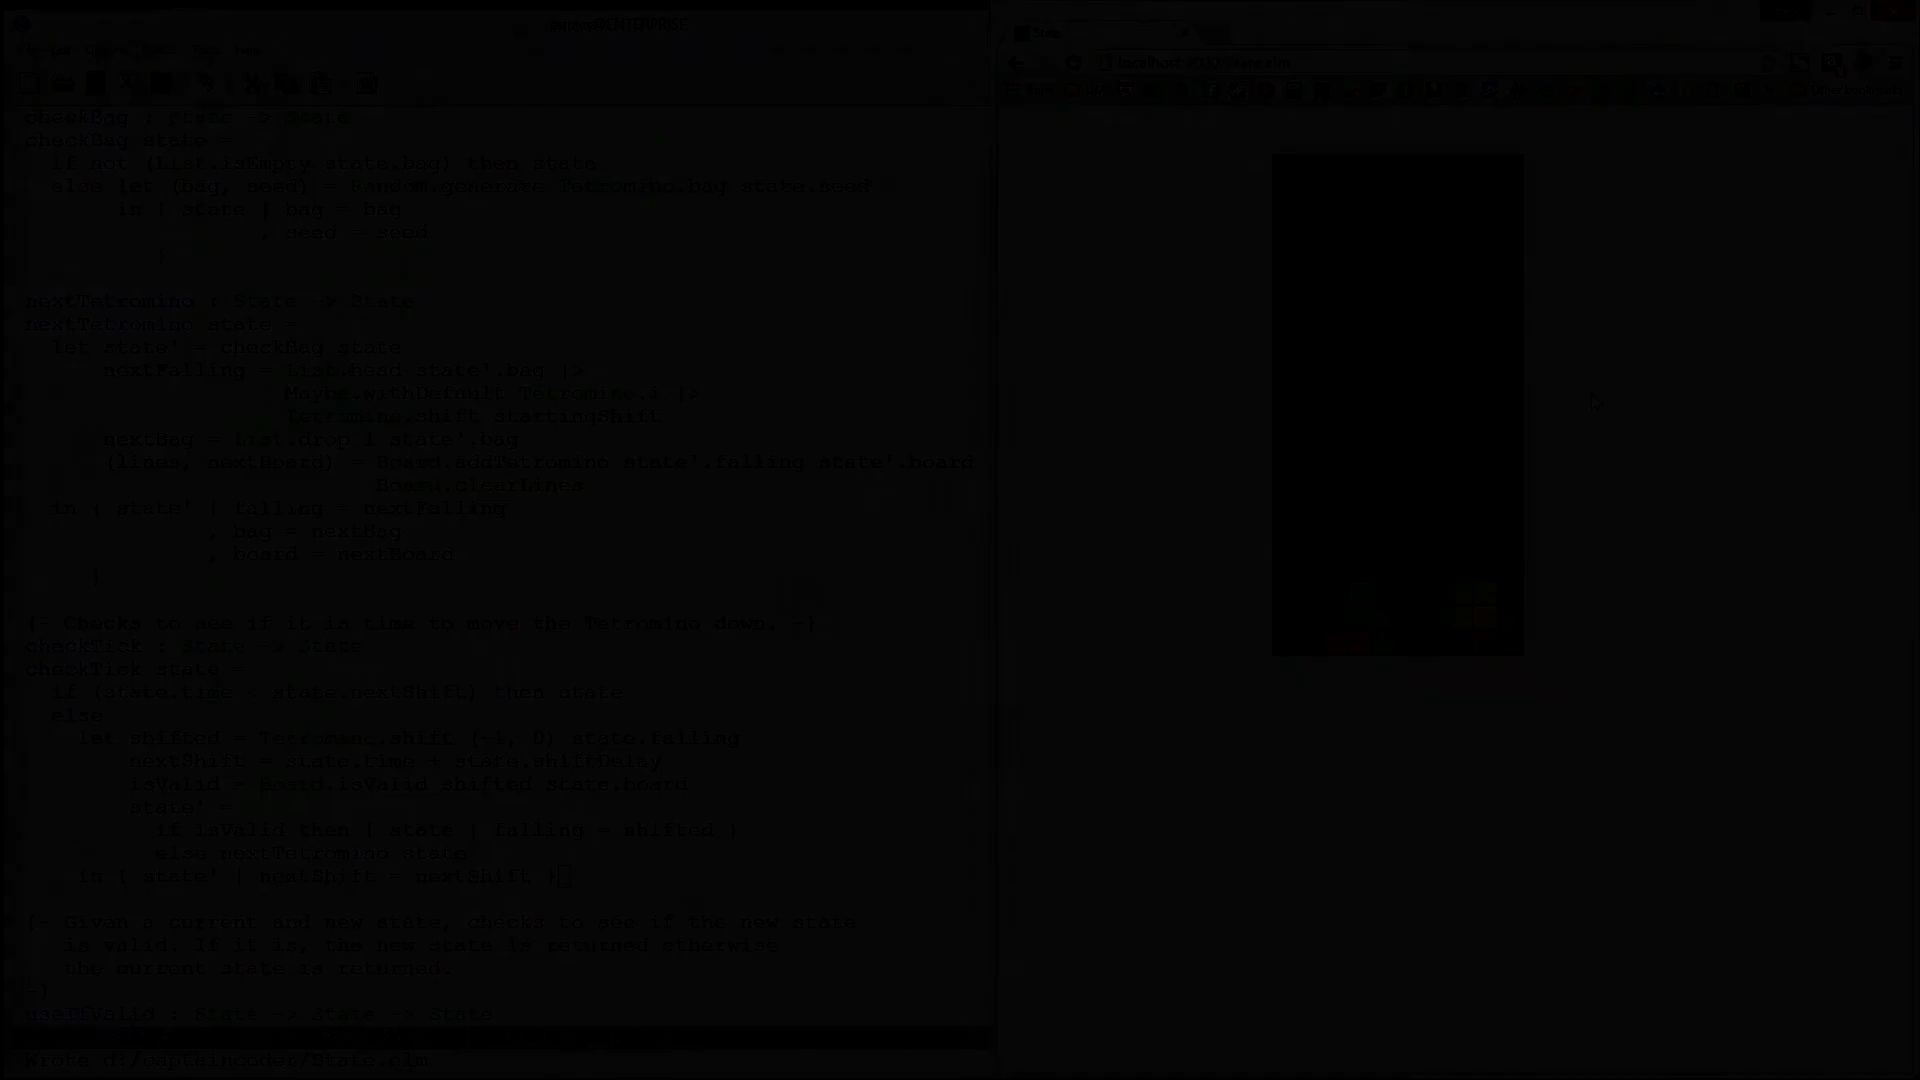 checkBag : State -> State
checkBag state =
if not (List.isEmpty state.bag) then state
else let (bag, seed) = Random.generate Tetromino.bag state.seed
in { state | bag = bag
, seed = seed
nextTetromino : State -> State
nextTetromino state =
let state' = checkBag state
nextFalling = List.head state'.bag |>
Maybe.withDefault Tetromino.i |>
Tetromino.shift startingShift
nextBag = List.drop 1 state'.bag
(lines, nextBoard) = Board.addTetromino state'.falling state'.board
Board.clearLines
in { state' | falling = nextFalling
, bag = nextBag
, board = nextBoard
}
{- Checks to see if it is time to move the Tetromino down. -}
checkTick : State -> State
checkTick state =
if (state.time < state.nextShift) then state
else
let shifted = Tetromino.shift (-1, 0) state.falling
nextShift = state.time + state.shiftDelay
isValid = Board.isValid shifted state.board
state' =
if isValid then { state | falling = shifted }
else nextTetromino state
in { state' | nextShift = nextShift }
{- Given a current and new state, checks to see if the new state
is valid. If it is, the new state is returned otherwise
the current state is returned.
-}
useIfValid : State -> State -> State
Wrote d:/captaincoder/State.elm